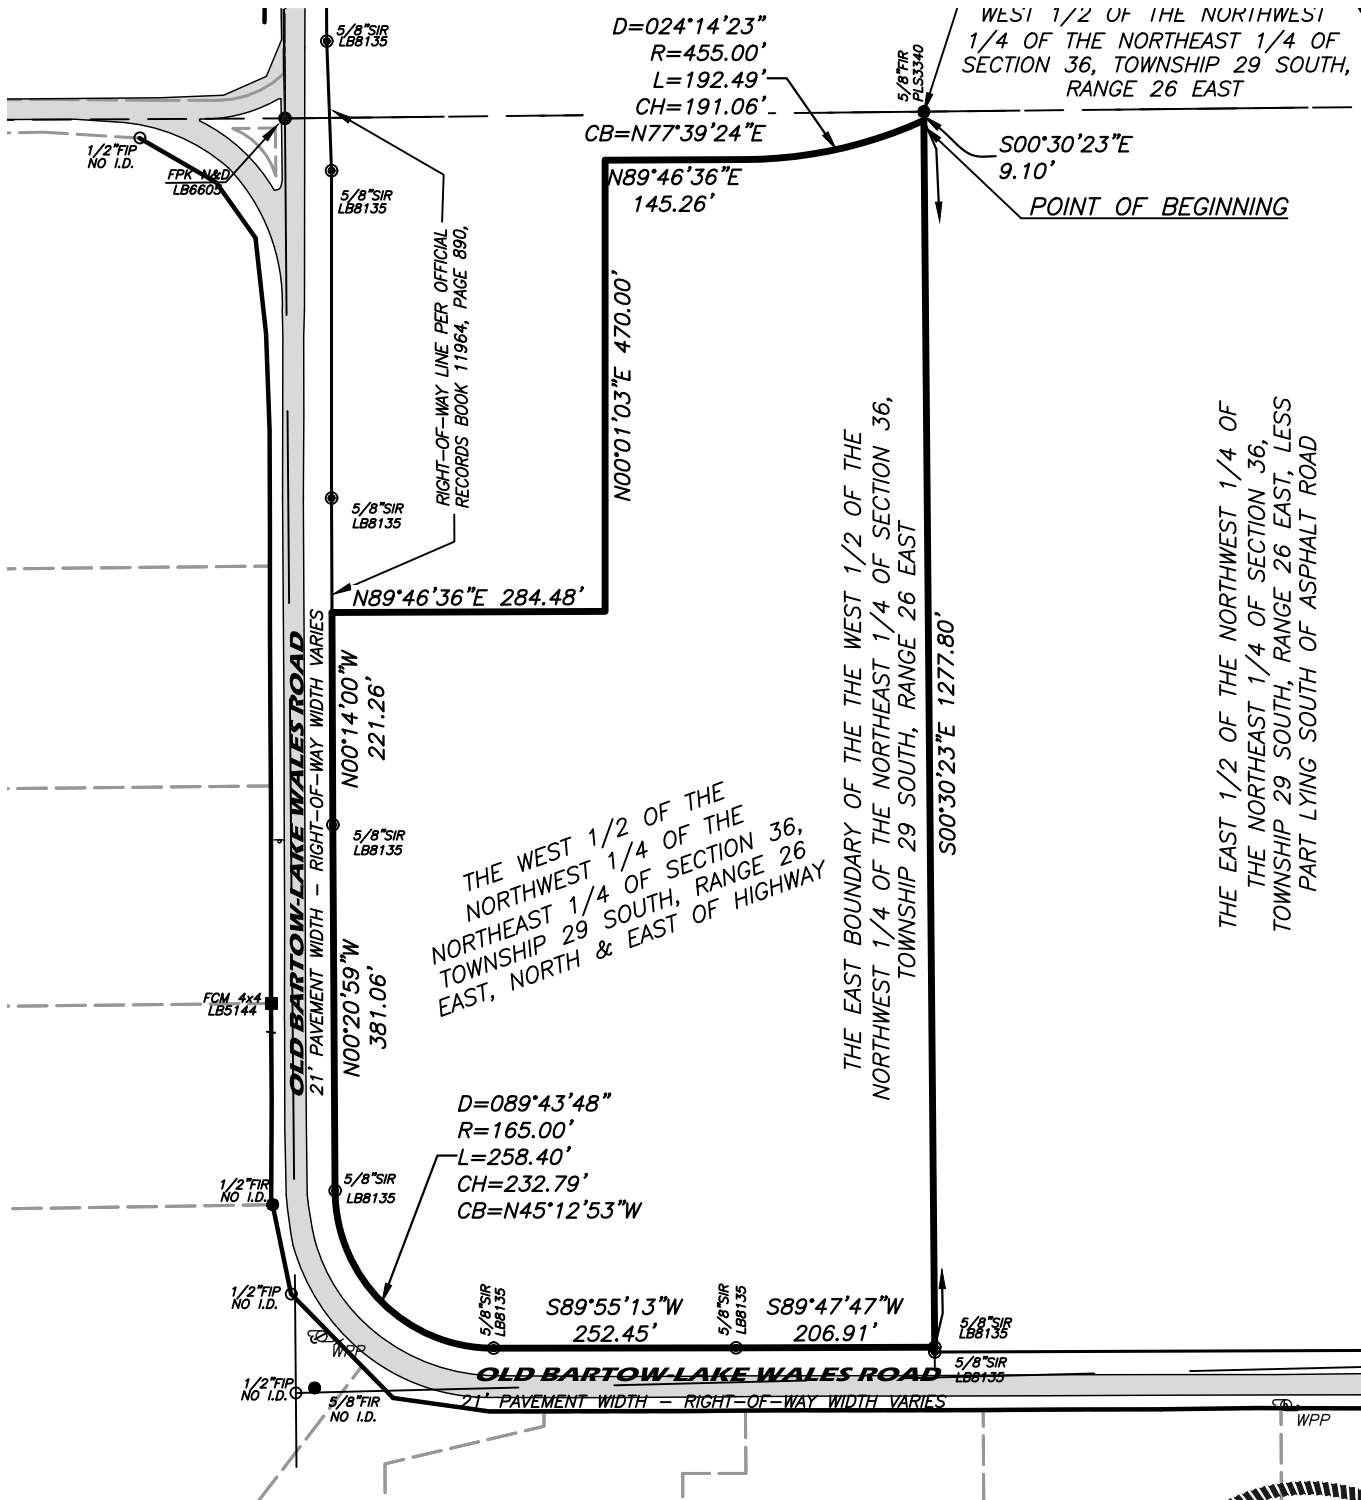 WEST 1/2 OF THE NORTHWEST
1/4 OF THE NORTHEAST 1/4 OF
SECTION 36, TOWNSHIP 29 SOUTH,
RANGE 26 EAST
D=024°14'23"
R=455.00'
L=192.49'
CH=191.06'
CB=N77°39'24"E
5/8"FIR
PLS3340
5/8"SIR
LB8135
1/2"FIP
NO I.D.
FPK N&D
LB6605
5/8"SIR
LB8135
N89°46'36"E
145.26'
S00°30'23"E
9.10'
POINT OF BEGINNING
RIGHT-OF-WAY LINE PER OFFICIAL
RECORDS BOOK 11964, PAGE 890,
N00°01'03"E 470.00'
5/8"SIR
LB8135
N89°46'36"E 284.48'
THE EAST BOUNDARY OF THE THE WEST 1/2 OF THE
NORTHWEST 1/4 OF THE NORTHEAST 1/4 OF SECTION 36,
TOWNSHIP 29 SOUTH, RANGE 26 EAST
S00°30'23"E 1277.80'
THE EAST 1/2 OF THE NORTHWEST 1/4 OF
THE NORTHEAST 1/4 OF SECTION 36,
TOWNSHIP 29 SOUTH, RANGE 26 EAST, LESS
PART LYING SOUTH OF ASPHALT ROAD
OLD BARTOW-LAKE WALES ROAD
21' PAVEMENT WIDTH - RIGHT-OF-WAY WIDTH VARIES
N00°14'00"W
221.26'
5/8"SIR
LB8135
THE WEST 1/2 OF THE
NORTHWEST 1/4 OF THE
NORTHEAST 1/4 OF SECTION 36,
TOWNSHIP 29 SOUTH, RANGE 26
EAST, NORTH & EAST OF HIGHWAY
N00°20'59"W
381.06'
FCM 4x4
LB5144
D=089°43'48"
R=165.00'
L=258.40'
CH=232.79'
CB=N45°12'53"W
1/2"FIR
NO I.D.
5/8"SIR
LB8135
1/2"FIP
NO I.D.
WPP
5/8"SIR
LB8135
S89°55'13"W
252.45'
5/8"SIR
LB8135
S89°47'47"W
206.91'
5/8"SIR
LB8135
5/8"SIR
LB8135
OLD BARTOW-LAKE WALES ROAD
21' PAVEMENT WIDTH - RIGHT-OF-WAY WIDTH VARIES
1/2"FIP
NO I.D.
5/8"FIR
NO I.D.
WPP